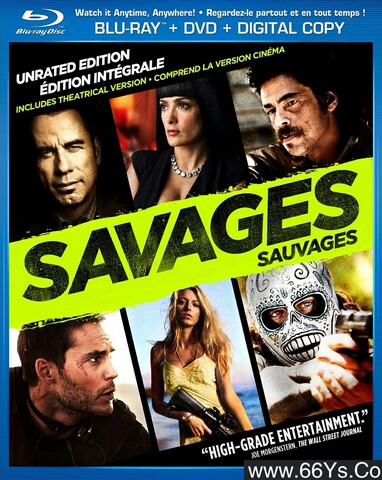 Blu-ray Disc
Watch it Anytime, Anywhere! • Regardez-le partout et en tout temps !
BLU-RAY™ + DVD + DIGITAL COPY
UNRATED EDITION
ÉDITION INTÉGRALE
INCLUDES THEATRICAL VERSION • COMPREND LA VERSION CINÉMA
SAVAGES
SAUVAGES
"HIGH-GRADE ENTERTAINMENT."
JOE MORGENSTERN, THE WALL STREET JOURNAL
www.66Ys.Co